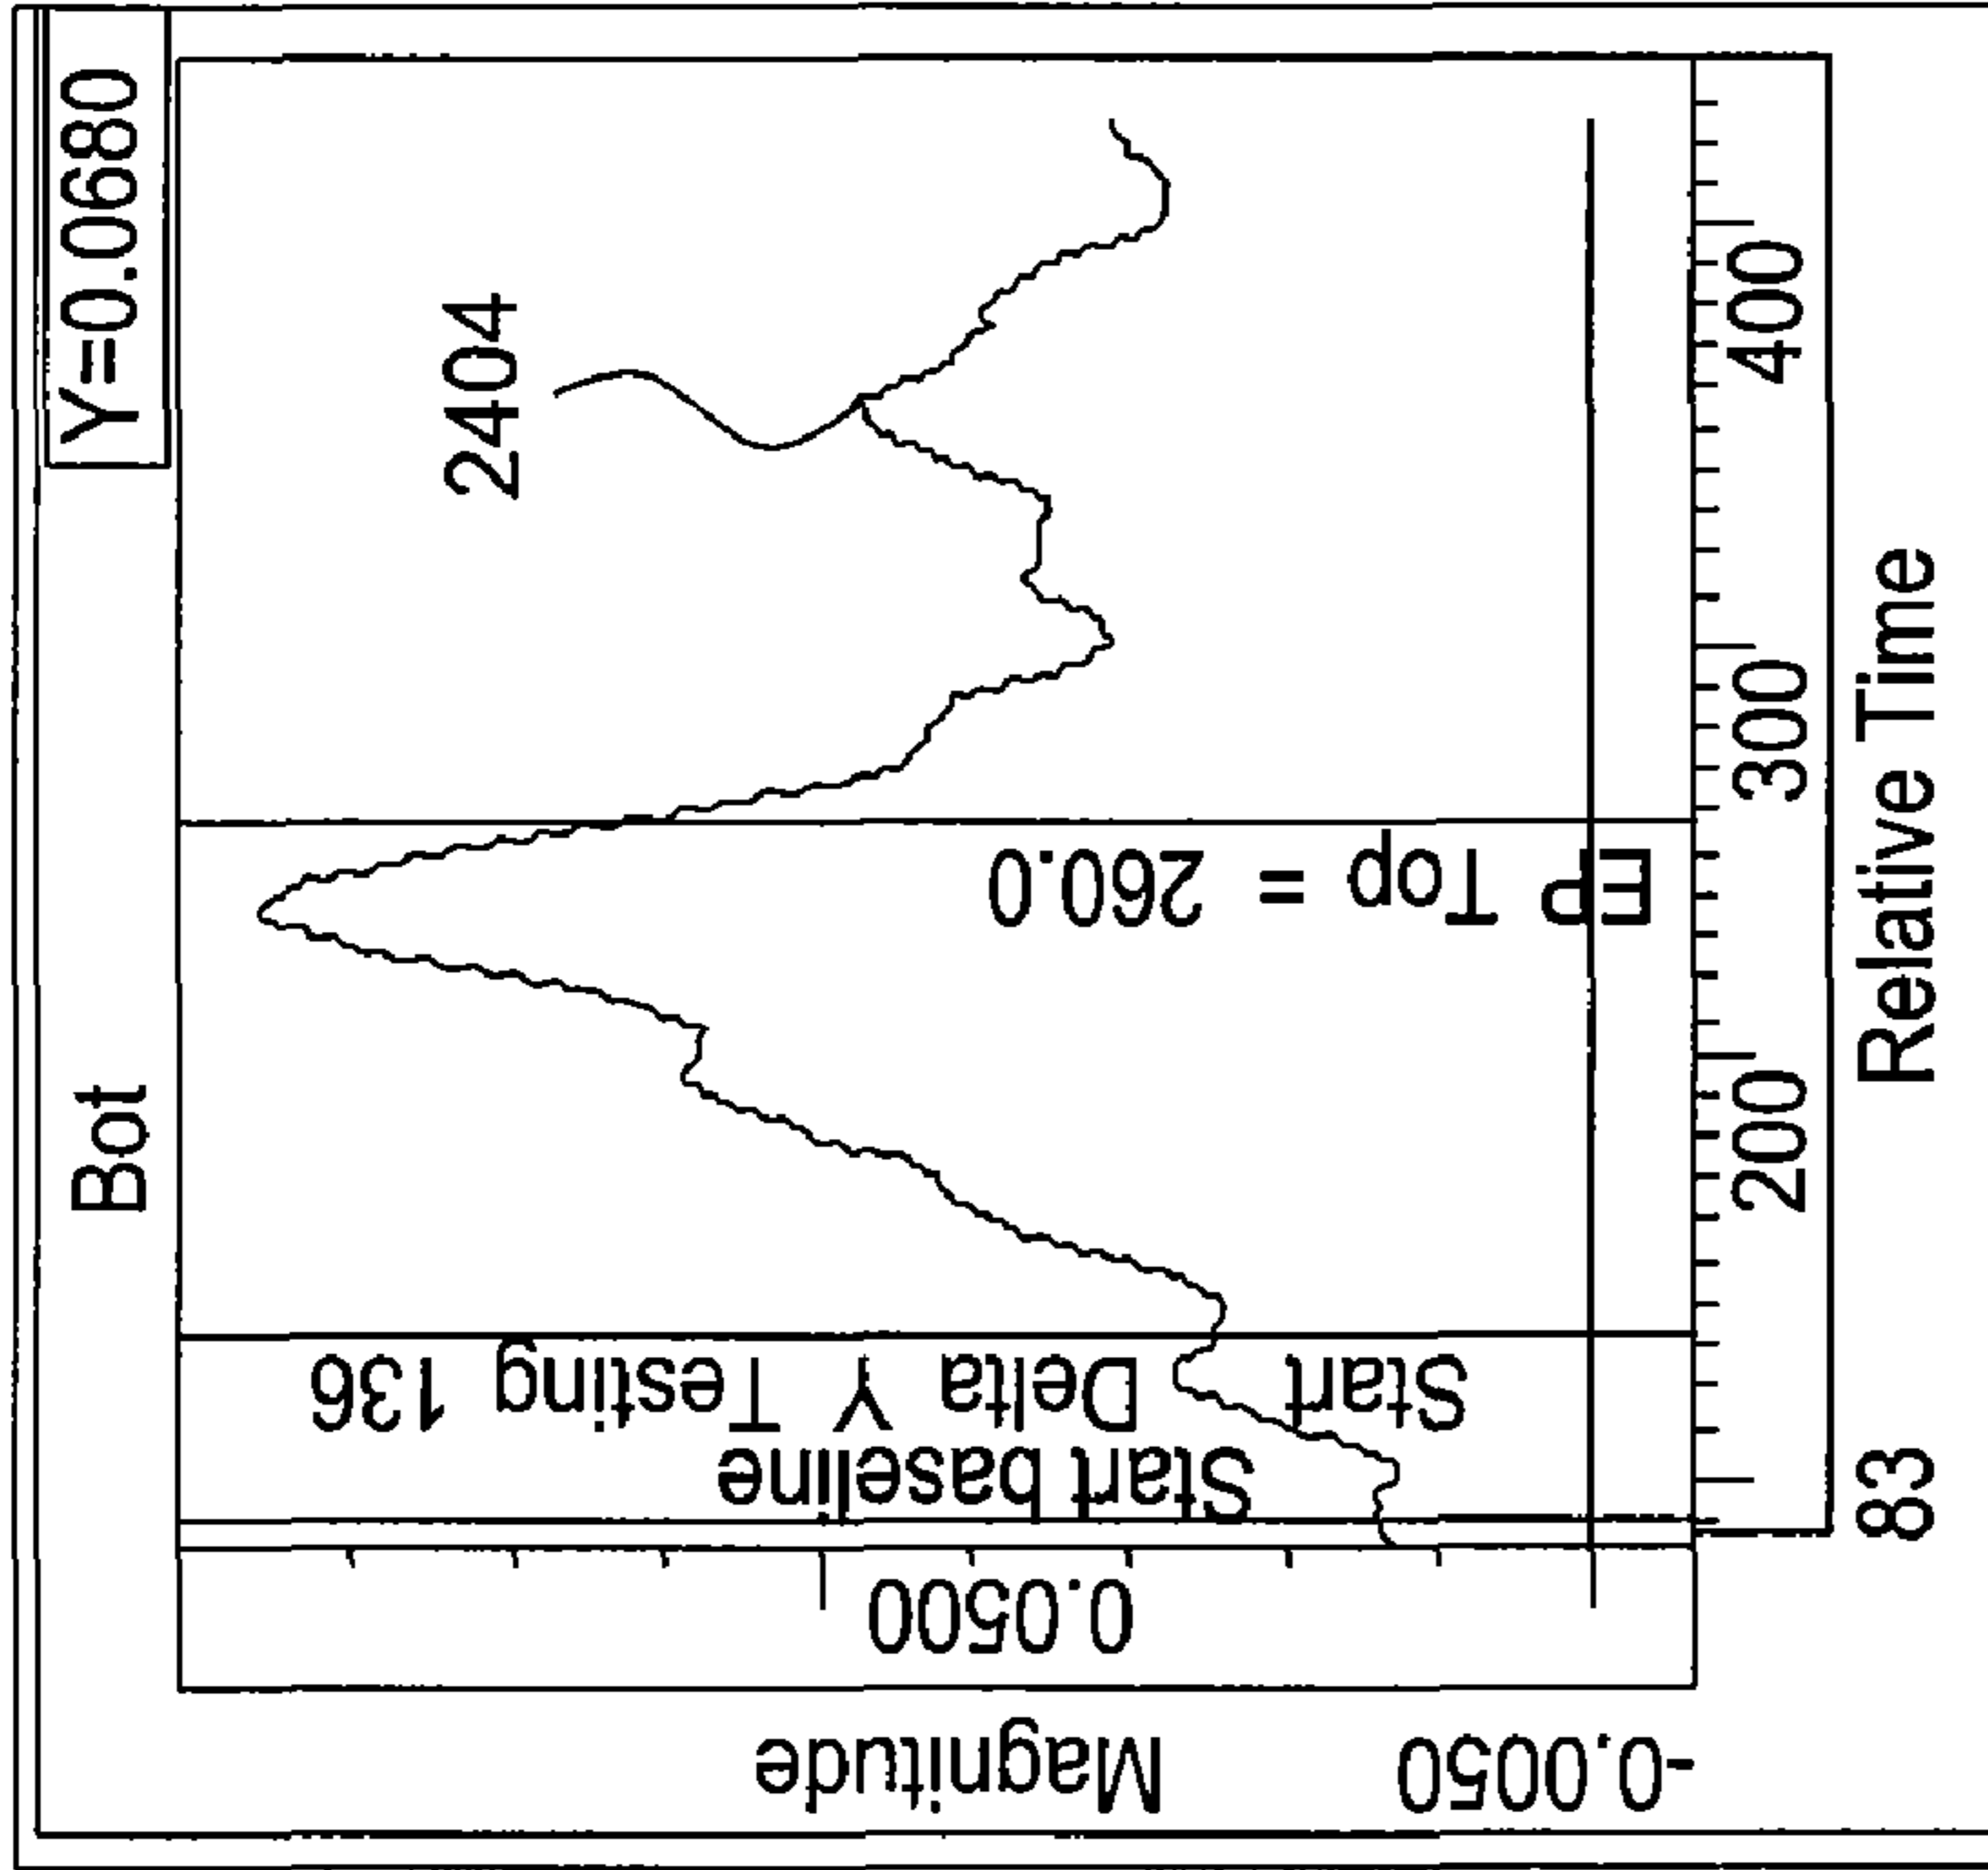 Bot
Y=0.0680
2404
Magnitude
0.0500
-0.0050
Start baseline
Start Delta Y Testing 136
EP Top = 260.0
83
200
300
400
Relative Time